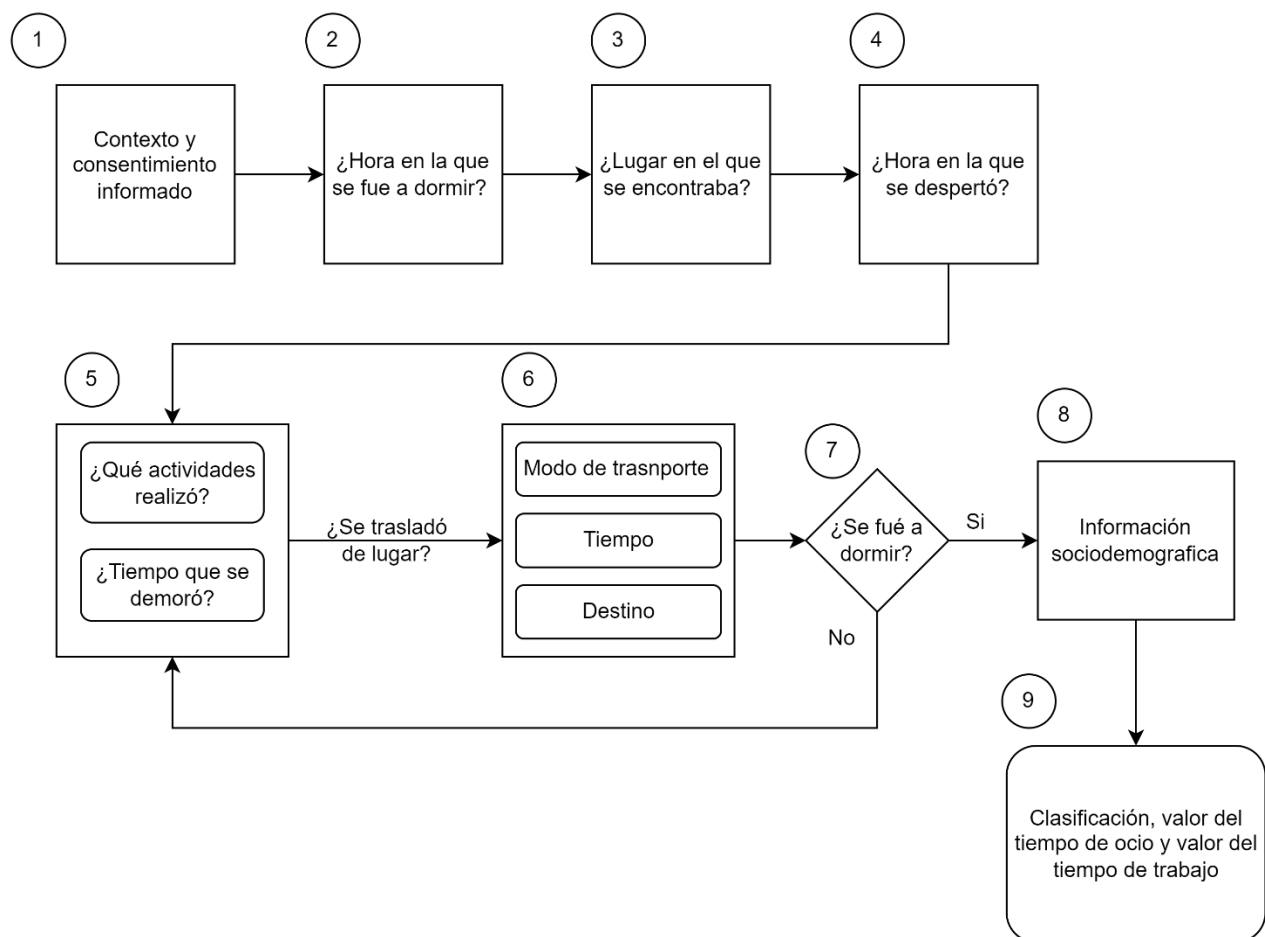 1
2
3
4
Contexto y
consentimiento
informado
¿Hora en la que
se fue a dormir?
¿Lugar en el que
se encontraba?
¿Hora en la que
se despertó?
5
6
7
8
¿Qué actividades
realizó?
¿Tiempo que se
demoró?
¿Se trasladó
de lugar?
Modo de trasnporte
Tiempo
Destino
¿Se fué a
dormir?
Si
No
Información
sociodemografica
9
Clasificación, valor del
tiempo de ocio y valor del
tiempo de trabajo